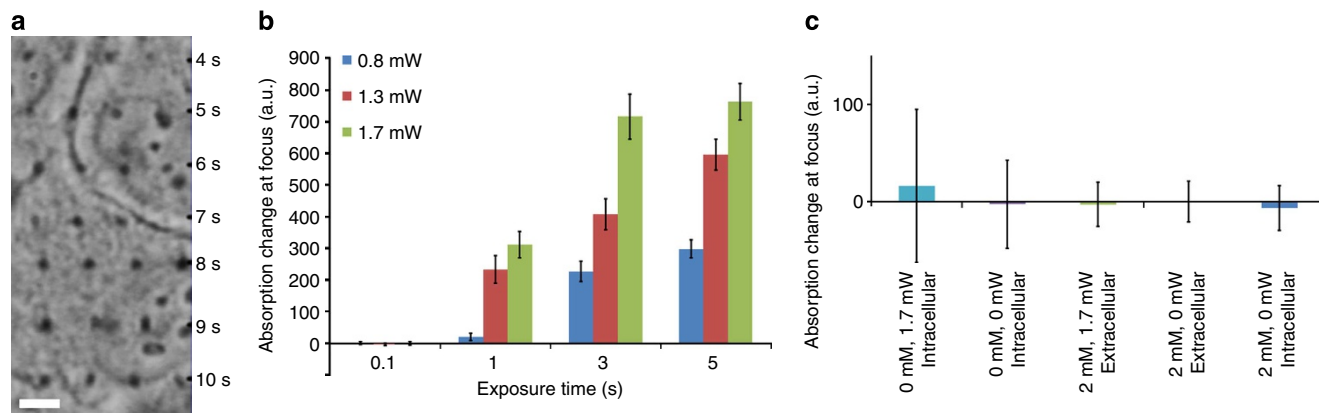 a
4 s
5 s
6 s
7 s
8 s
9 s
10 s
b
0.8 mW
1.3 mW
1.7 mW
Absorption change at focus (a.u.)
900
800
700
600
500
400
300
200
100
0
0.1
1
3
5
Exposure time (s)
c
Absorption change at focus (a.u.)
100
0
0 mM, 1.7 mW
Intracellular
0 mM, 0 mW
Intracellular
2 mM, 1.7 mW
Extracellular
2 mM, 0 mW
Extracellular
2 mM, 0 mW
Intracellular